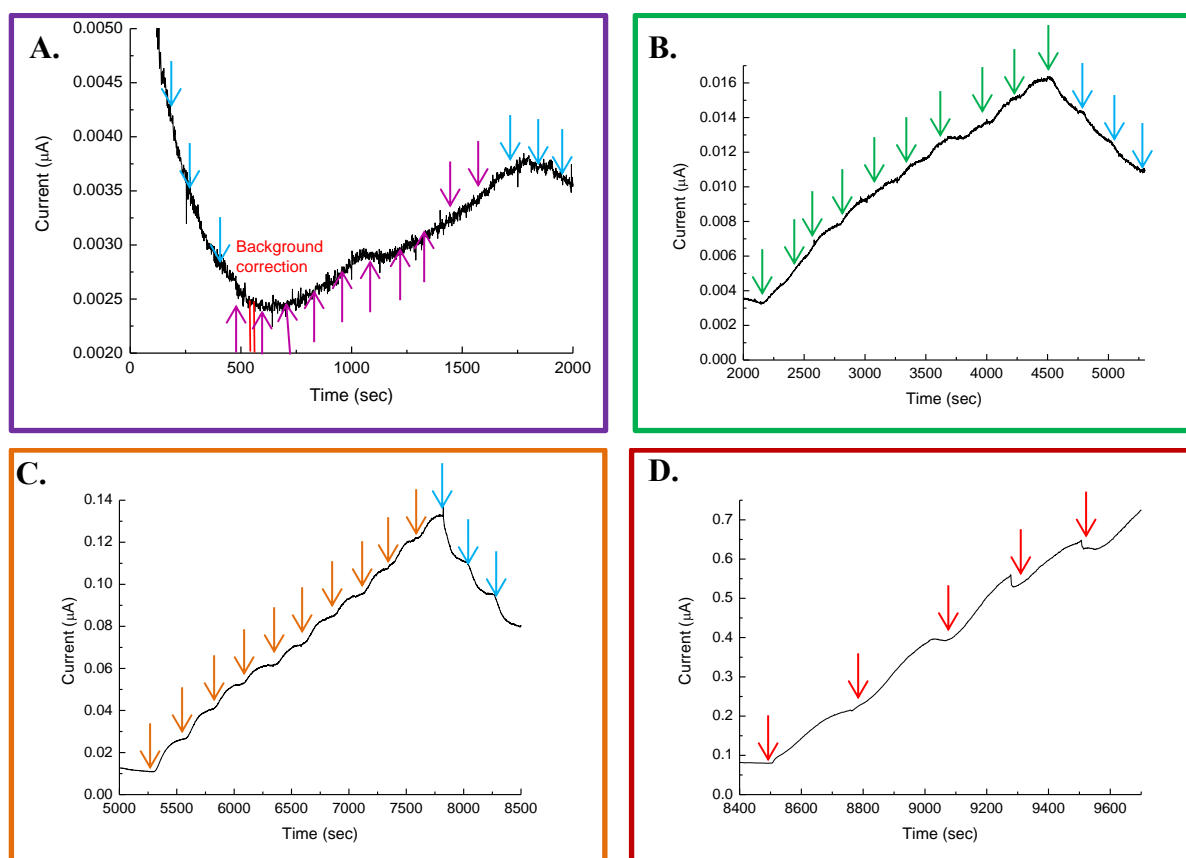 A.
0.0050
0.0045
0.0040
0.0035
0.0030
0.0025
0.0020
Current (μA)
Background
correction
0 500 1000 1500 2000
Time (sec)
B.
0.016
0.014
0.012
0.010
0.008
0.006
0.004
0.002
0.000
Current (μA)
2000 2500 3000 3500 4000 4500 5000
Time (sec)
C.
0.14
0.12
0.10
0.08
0.06
0.04
0.02
0.00
Current (μA)
5000 5500 6000 6500 7000 7500 8000 8500
Time (sec)
D.
0.7
0.6
0.5
0.4
0.3
0.2
0.1
0.0
Current (μA)
8400 8600 8800 9000 9200 9400 9600
Time (sec)